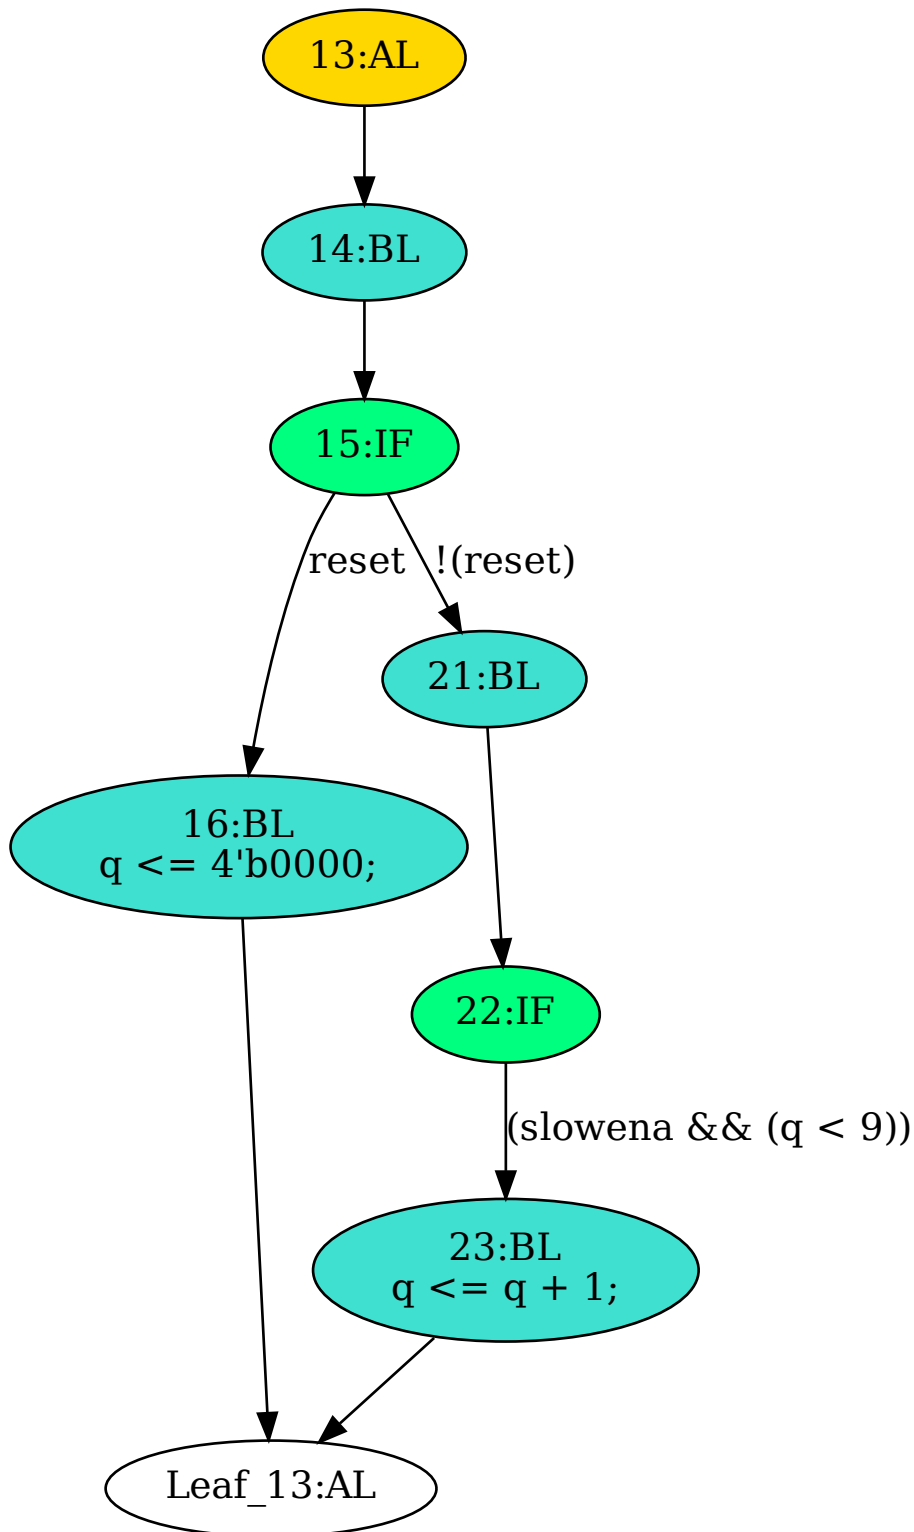 13:AL
14:BL
15:IF
reset
!(reset)
21:BL
16:BL
q <= 4'b0000;
22:IF
(slowena && (q < 9))
23:BL
q <= q + 1;
Leaf_13:AL